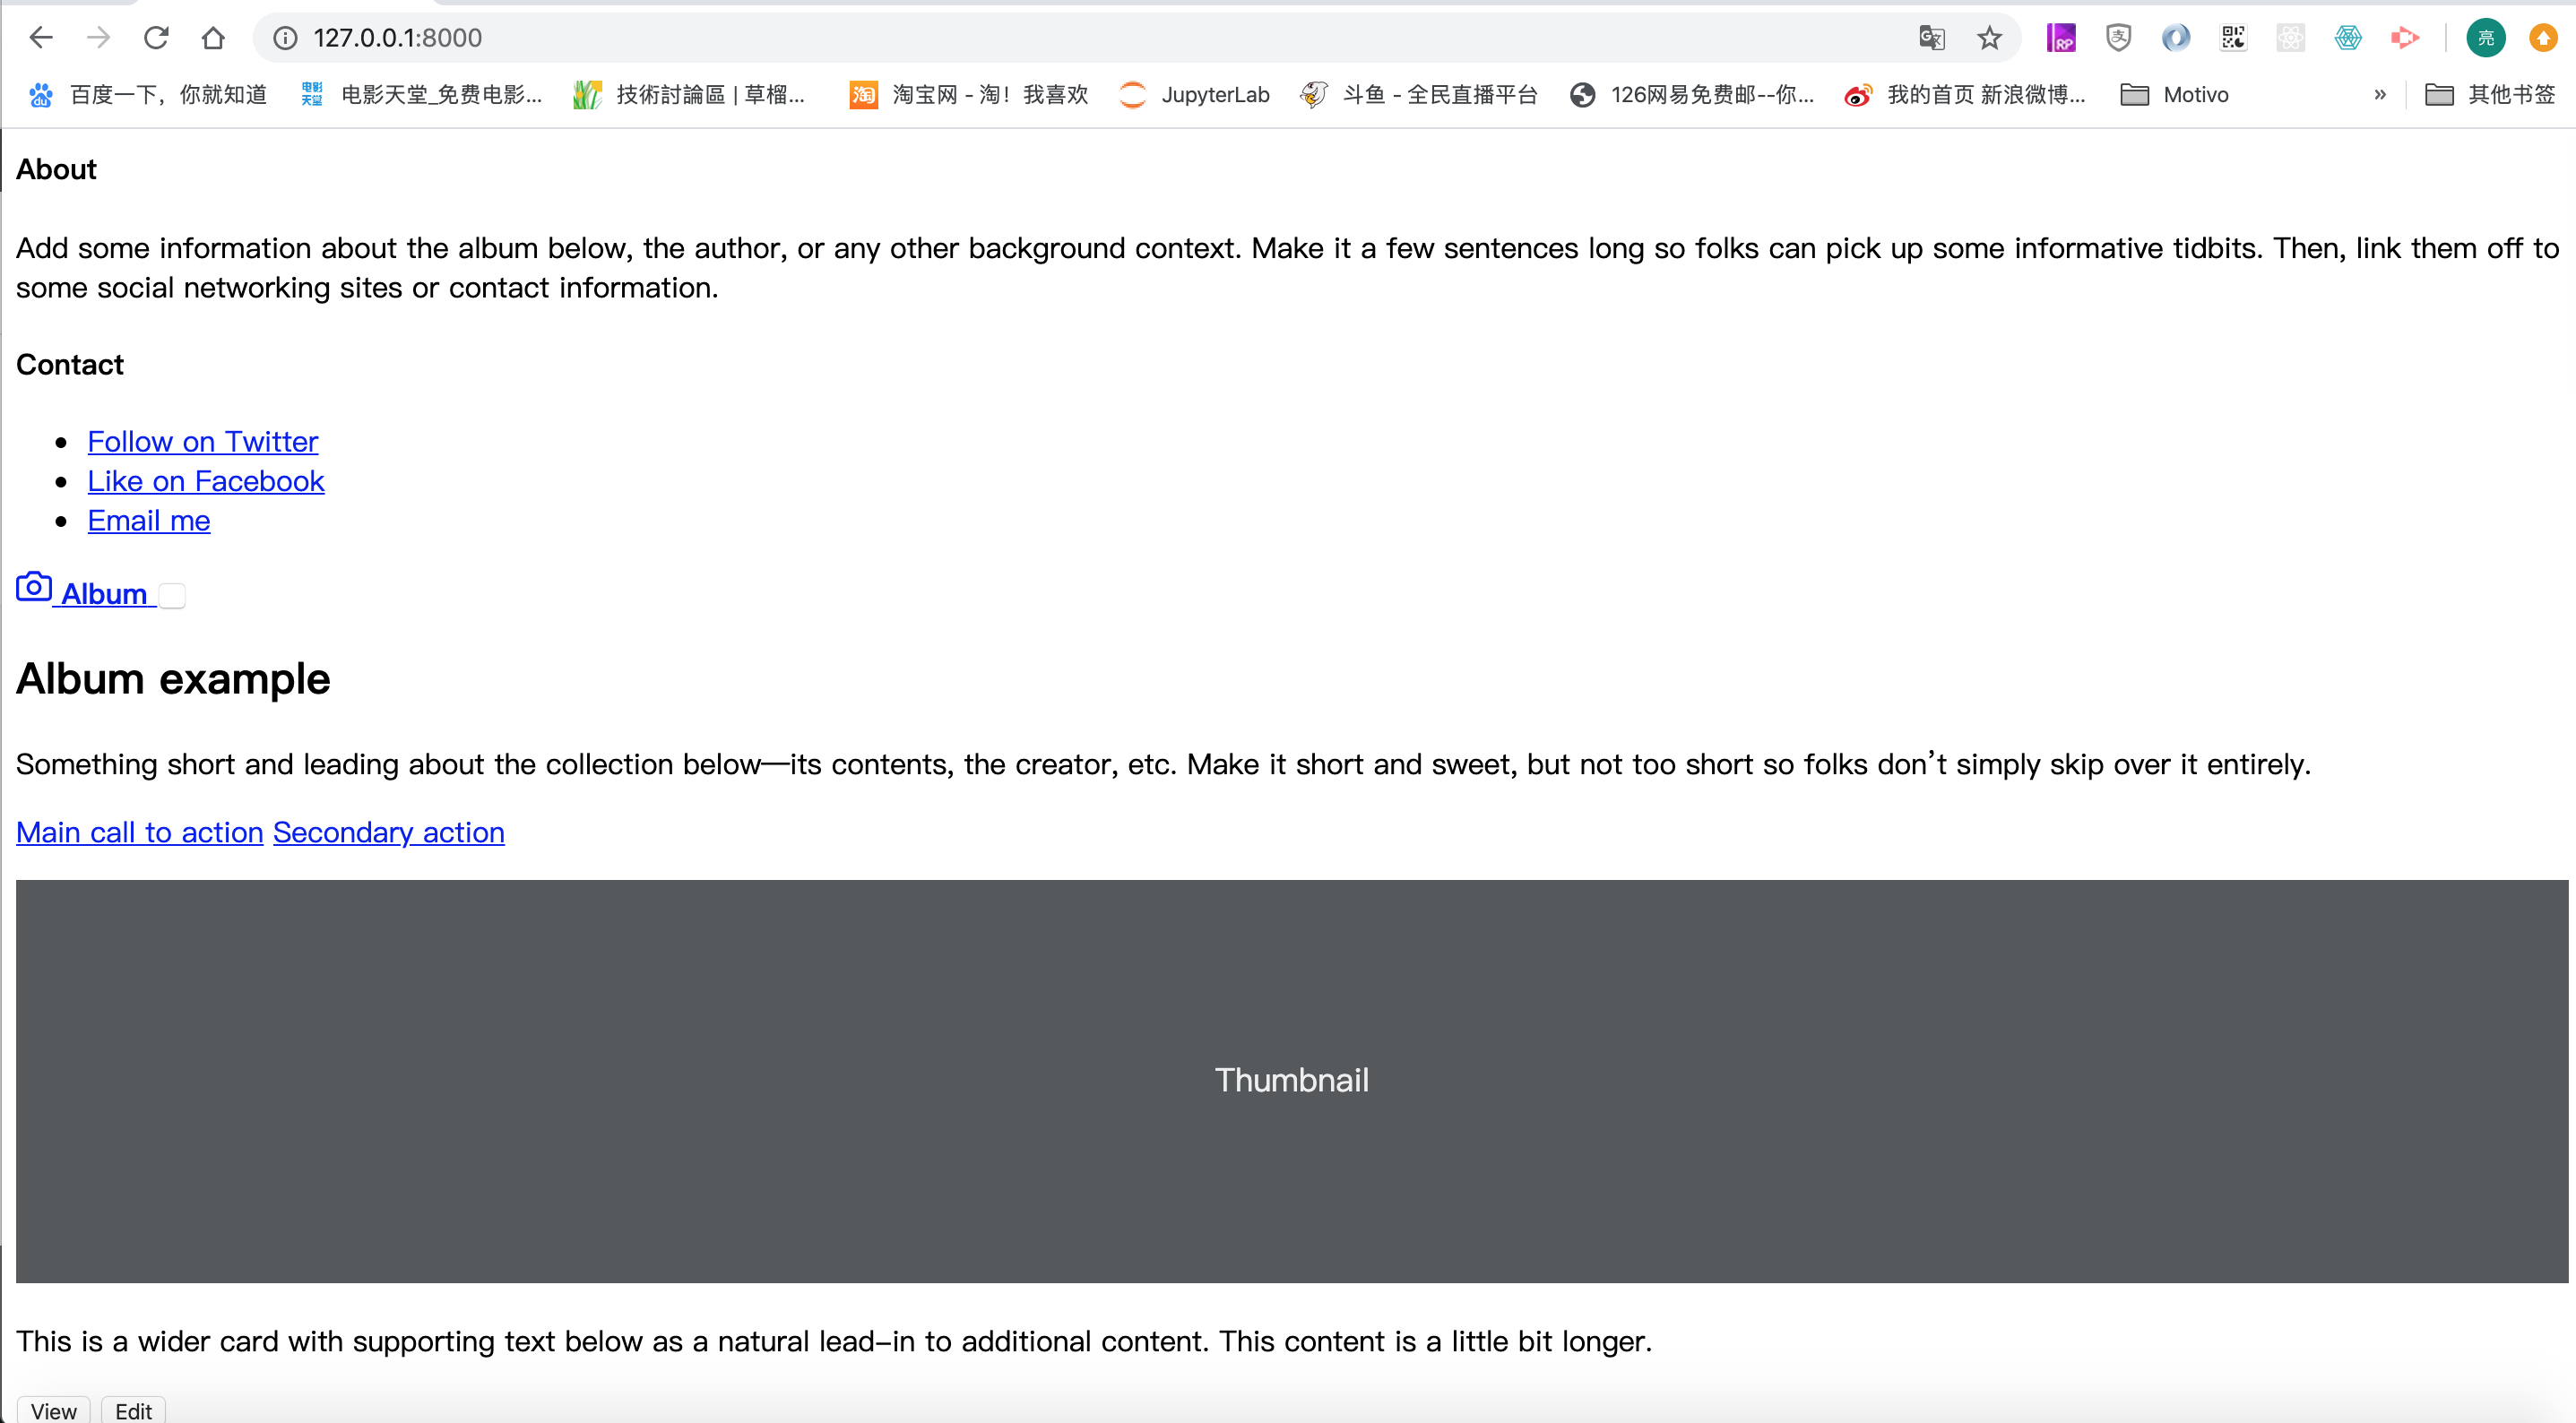 127.0.0.1:8000
RP
支
亮
du
百度一下，你就知道
电影天堂
电影天堂_免费电影...
技術討論區 | 草榴...
淘
淘宝网 - 淘！我喜欢
JupyterLab
斗鱼 - 全民直播平台
126网易免费邮--你...
我的首页 新浪微博...
Motivo
»
其他书签
About
Add some information about the album below, the author, or any other background context. Make it a few sentences long so folks can pick up some informative tidbits. Then, link them off to
some social networking sites or contact information.
Contact
• Follow on Twitter
• Like on Facebook
• Email me
Album
Album example
Something short and leading about the collection below—its contents, the creator, etc. Make it short and sweet, but not too short so folks don’t simply skip over it entirely.
Main call to action Secondary action
Thumbnail
This is a wider card with supporting text below as a natural lead-in to additional content. This content is a little bit longer.
View Edit